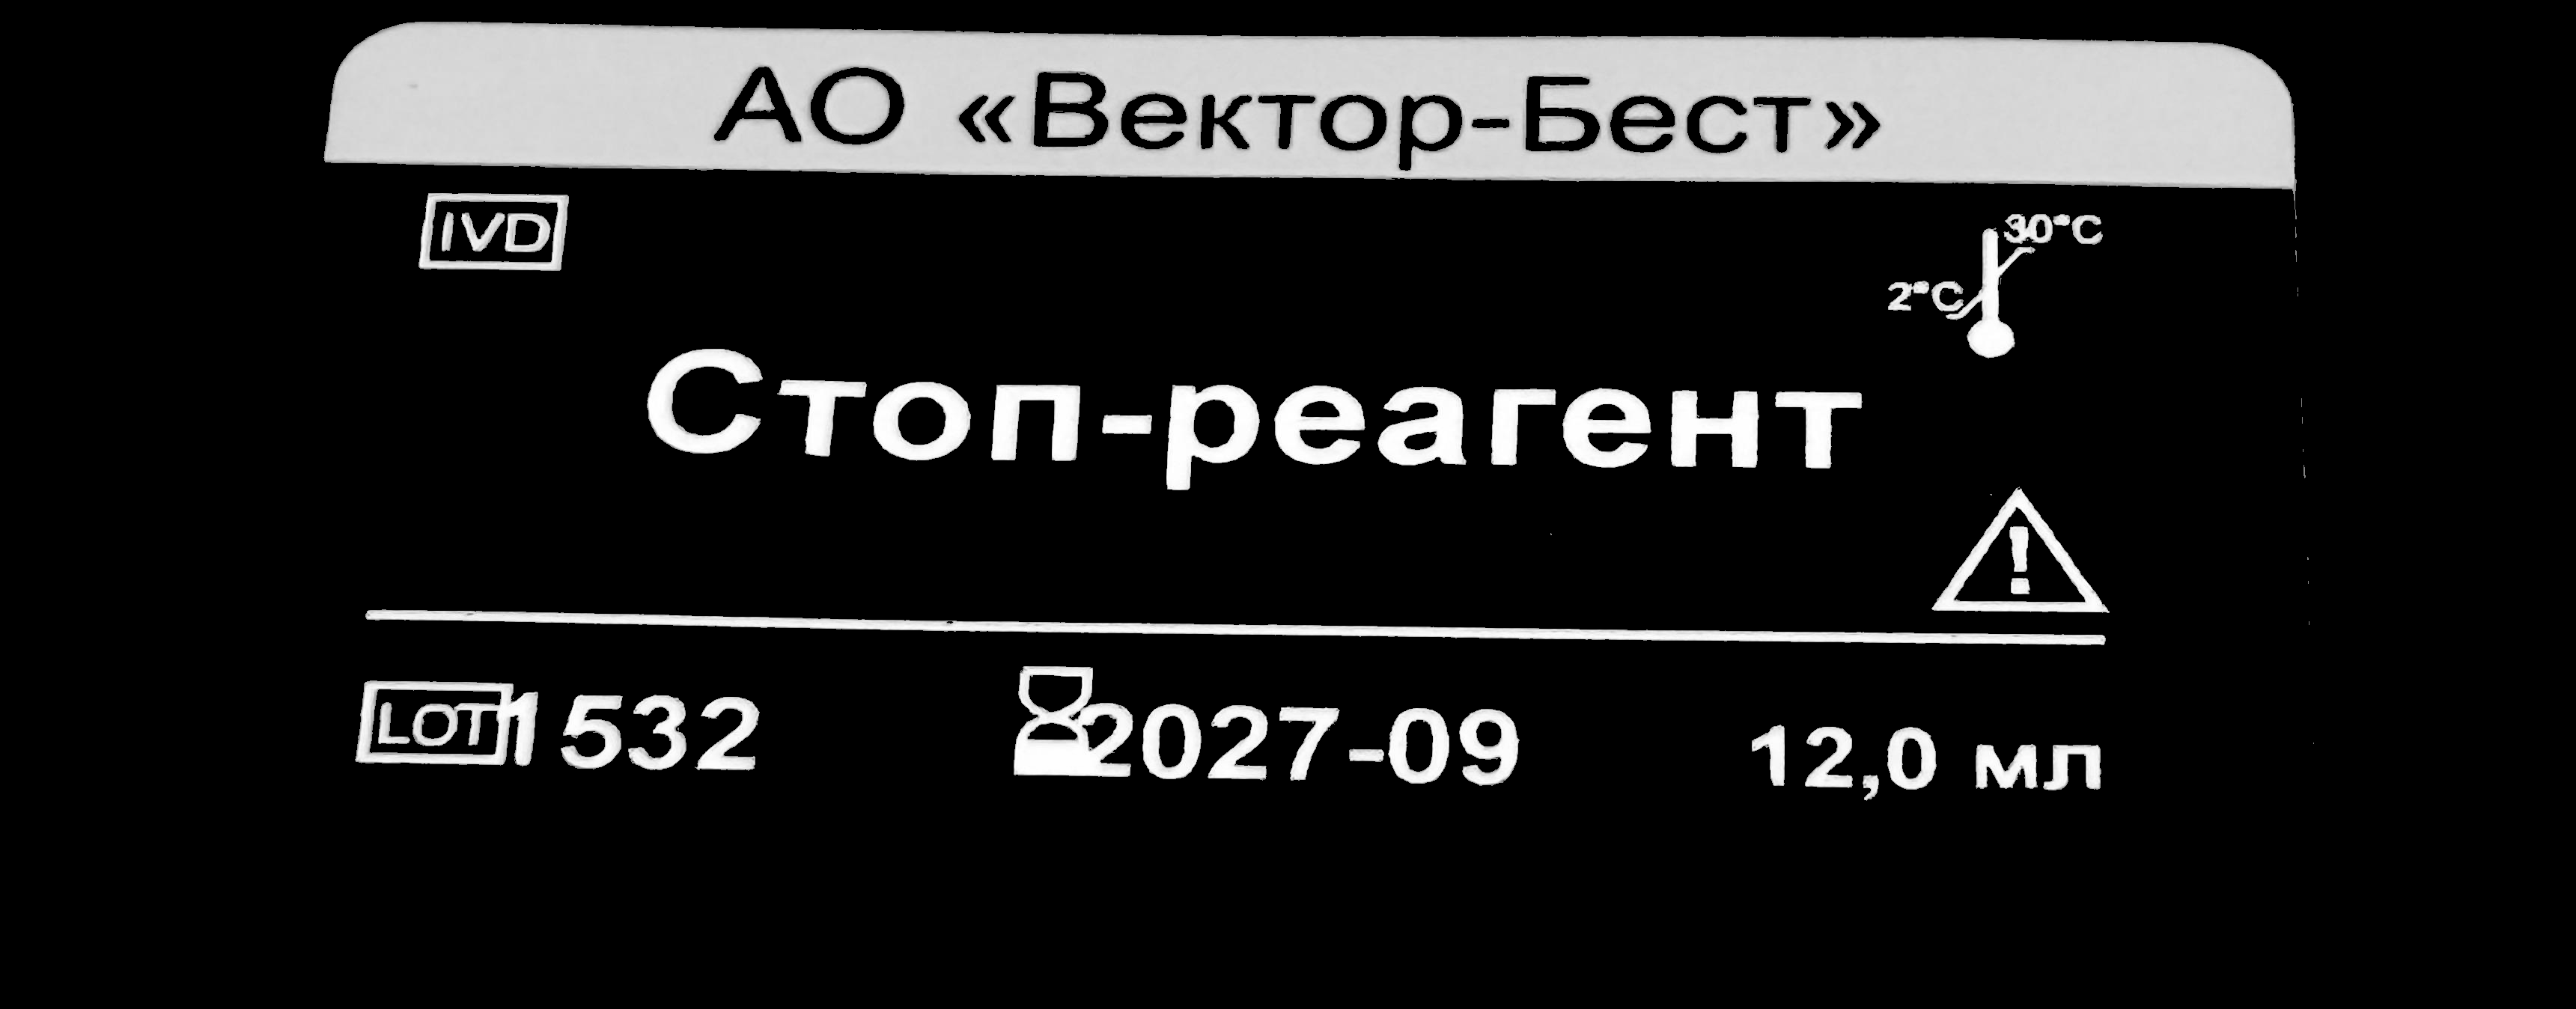 АО «Вектор-Бест»
IVD
30°C
2°C
Стоп-реагент
!
LOT 1532
2027-09
12,0 мл